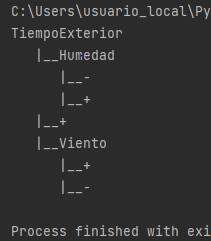 C:\Users\usuario_local\Py
TiempoExterior
   |__Humedad
      |__-
      |__+
   |__+
   |__Viento
      |__+
      |__-
Process finished with exi